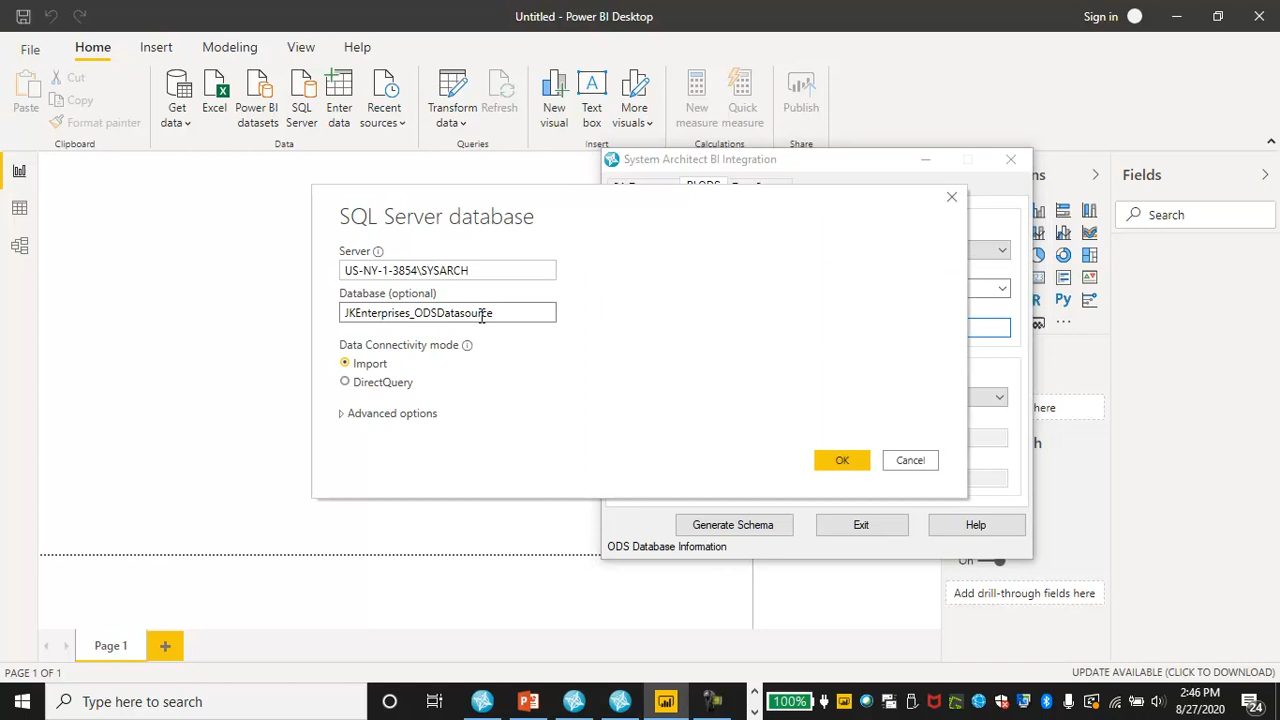 Untitled - Power BI Desktop
Sign in
File
Home
Insert
Modeling
View
Help
Paste
Cut
Copy
Format painter
Clipboard
Get data
Excel
Power BI datasets
SQL Server
Enter data
Recent sources
Data
Transform data
Refresh
Queries
New visual
Text box
More visuals
Insert
New measure
Quick measure
Calculations
Publish
Share
System Architect BI Integration
Fields
Search
SQL Server database
Server
US-NY-1-3854\SYSARCH
Database (optional)
JKEnterprises_ODSDatasource
Data Connectivity mode
Import
DirectQuery
Advanced options
OK
Cancel
R
Py
here
Generate Schema
Exit
Help
ODS Database Information
On
Add drill-through fields here
Page 1
PAGE 1 OF 1
UPDATE AVAILABLE (CLICK TO DOWNLOAD)
Type here to search
100%
2:46 PM
8/27/2020
24